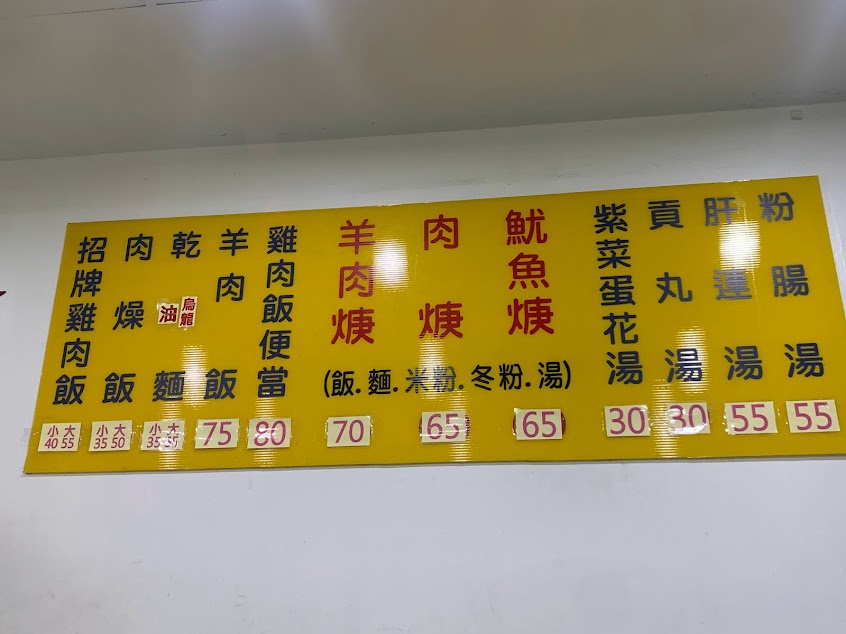 招牌雞肉飯
小 大
40 55
肉燥飯
小 大
35 50
乾麵
油 烏龍
小 大
35 55
羊肉飯
75
雞肉飯便當
80
羊肉焿
70
肉焿
65
魷魚焿
65
(飯.麵.米粉.冬粉.湯)
紫菜蛋花湯
30
貢丸湯
30
肝連湯
55
粉腸湯
55